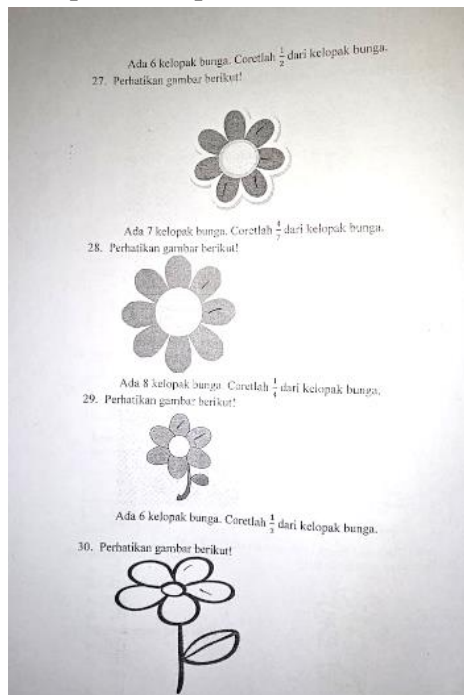 Ada 6 kelopak bunga. Coretlah 1/2 dari kelopak bunga.
27. Perhatikan gambar berikut!
Ada 7 kelopak bunga. Coretlah 4/7 dari kelopak bunga.
28. Perhatikan gambar berikut!
Ada 8 kelopak bunga. Coretlah 1/4 dari kelopak bunga.
29. Perhatikan gambar berikut!
Ada 6 kelopak bunga. Coretlah 1/3 dari kelopak bunga.
30. Perhatikan gambar berikut!